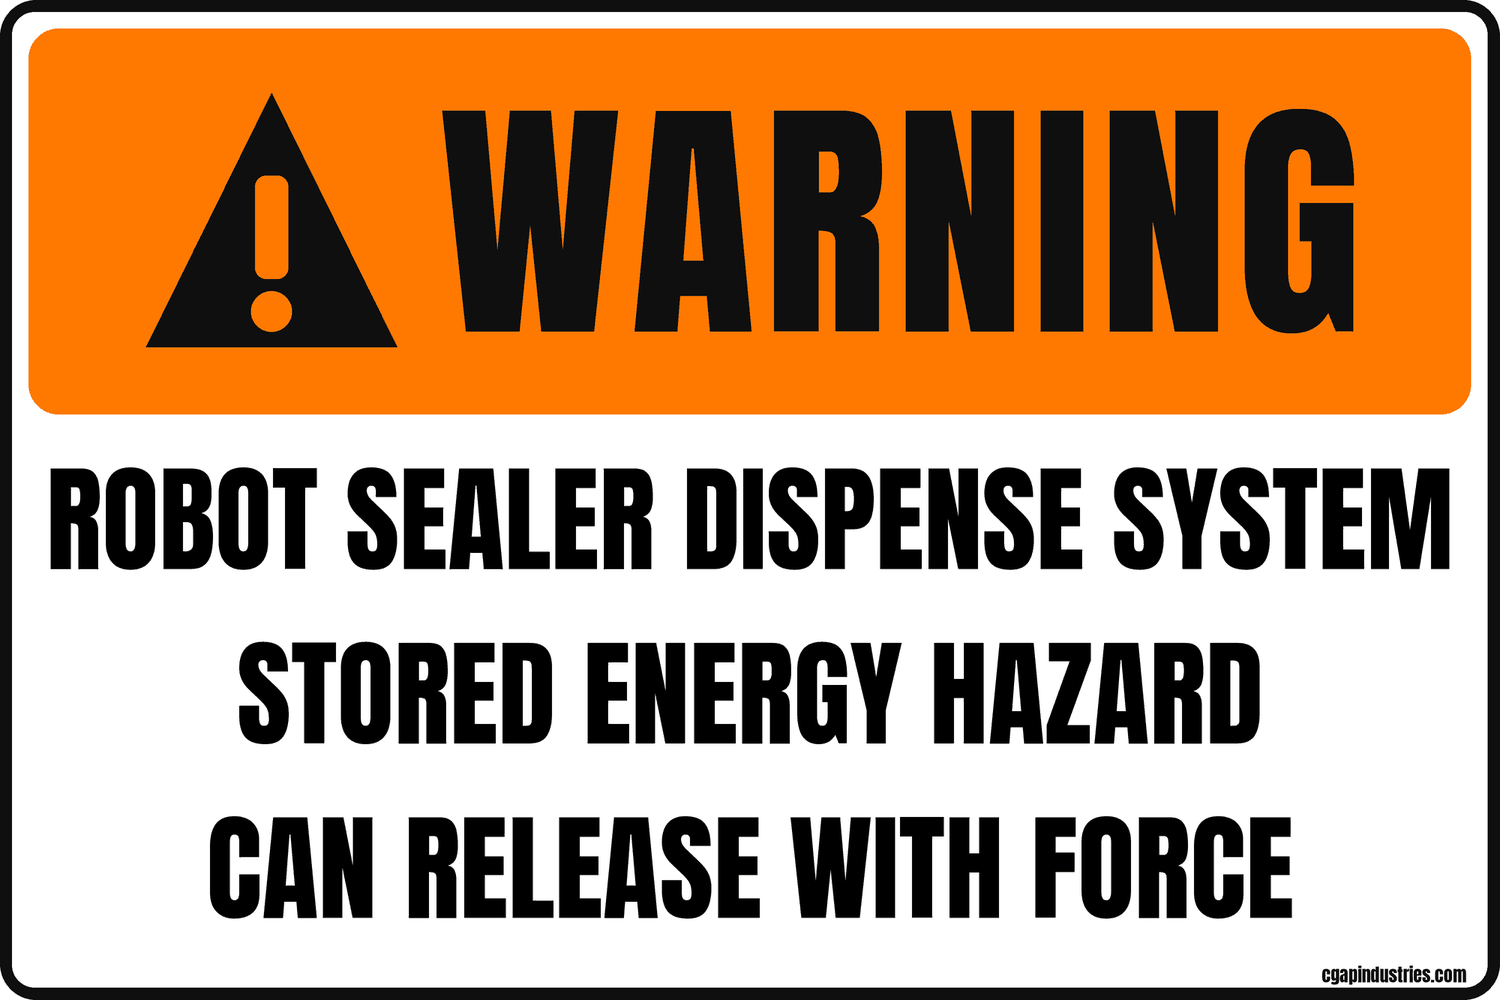 WARNING
ROBOT SEALER DISPENSE SYSTEM
STORED ENERGY HAZARD
CAN RELEASE WITH FORCE
cgapindustries.com